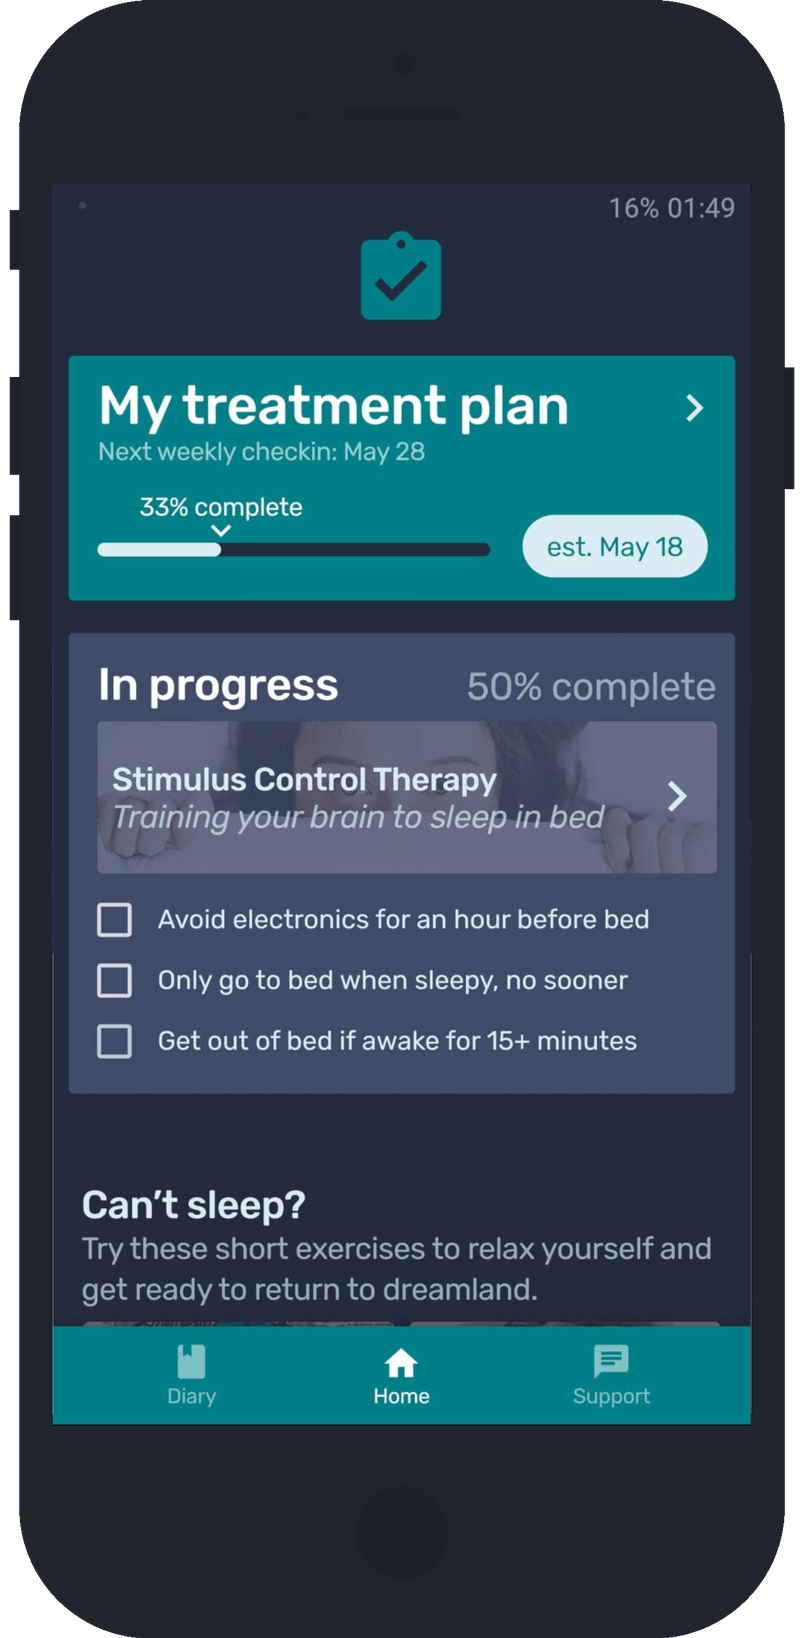 16% 01:49
My treatment plan
Next weekly checkin: May 28
33% complete
est. May 18
In progress
50% complete
Stimulus Control Therapy
Training your brain to sleep in bed
Avoid electronics for an hour before bed
Only go to bed when sleepy, no sooner
Get out of bed if awake for 15+ minutes
Can't sleep?
Try these short exercises to relax yourself and
get ready to return to dreamland.
Diary
Home
Support